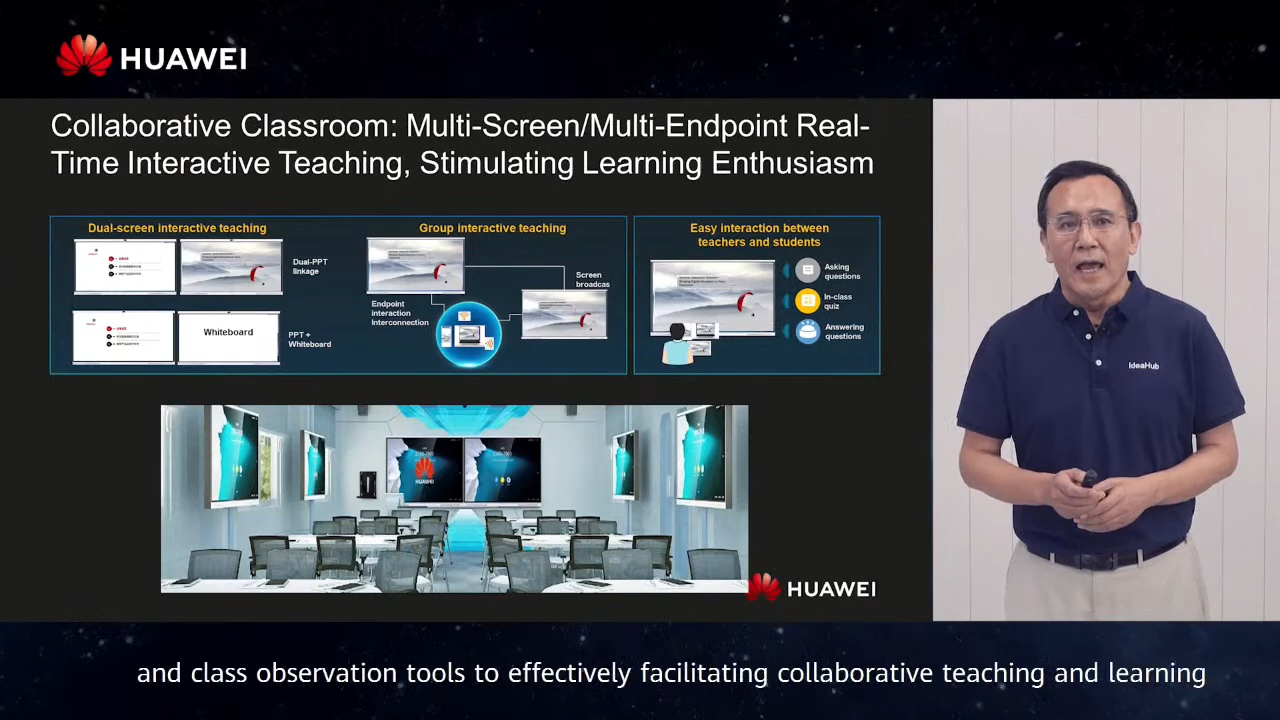 HUAWEI
Collaborative Classroom: Multi-Screen/Multi-Endpoint Real-
Time Interactive Teaching, Stimulating Learning Enthusiasm
Dual-screen interactive teaching
Dual-PPT
linkage
Whiteboard
PPT +
Whiteboard
Group interactive teaching
Endpoint
interaction
Interconnection
Screen
broadcas
Easy interaction between
teachers and students
Asking
questions
In-class
quiz
Answering
questions
HUAWEI
HUAWEI
IdeaHub
and class observation tools to effectively facilitating collaborative teaching and learning